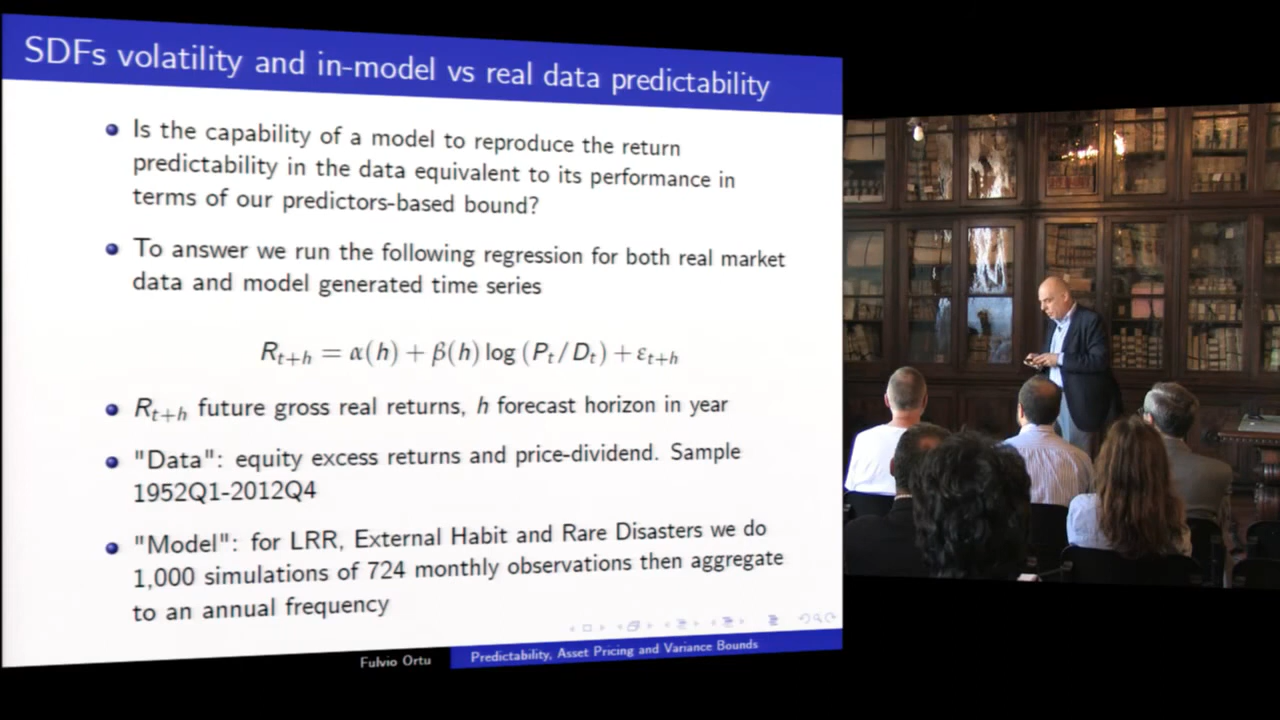 SDFs volatility and in-model vs real data predictability
Is the capability of a model to reproduce the return
predictability in the data equivalent to its performance in
terms of our predictors-based bound?
To answer we run the following regression for both real market
data and model generated time series
R_{t+h} = α(h) + β(h) log (P_t / D_t) + ε_{t+h}
R_{t+h} future gross real returns, h forecast horizon in year
"Data": equity excess returns and price-dividend. Sample
1952Q1-2012Q4
"Model": for LRR, External Habit and Rare Disasters we do
1,000 simulations of 724 monthly observations then aggregate
to an annual frequency
Fulvio Ortu
Predictability, Asset Pricing and Variance Bounds